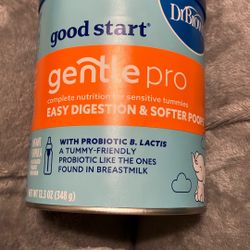 Dr.Brown's
good start®
gentle pro
complete nutrition for sensitive tummies
EASY DIGESTION & SOFTER POOPS
WITH PROBIOTIC B. LACTIS
A TUMMY-FRIENDLY
PROBIOTIC LIKE THE ONES
FOUND IN BREASTMILK
NET WT 12.3 OZ (348 g)